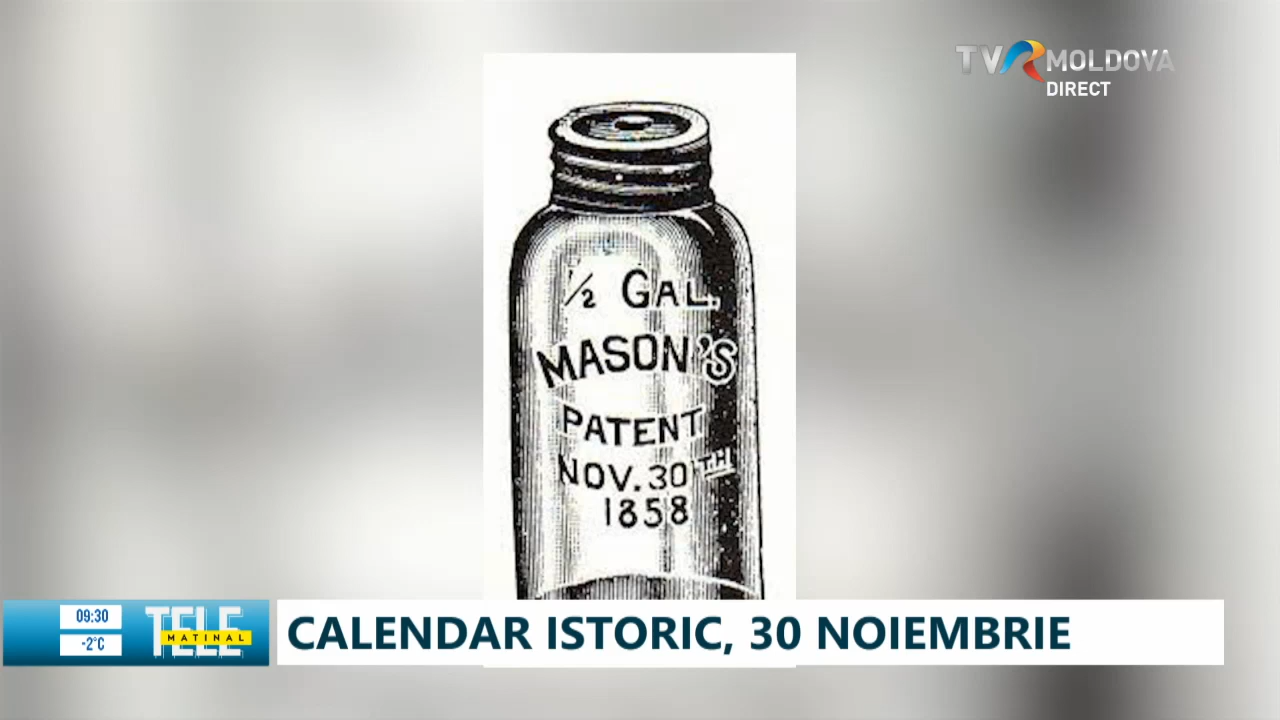 TVR MOLDOVA
DIRECT
1/2 GAL.
MASON'S
PATENT
NOV. 30TH
1858
09:30
-2°C
TELE
MATINAL
CALENDAR ISTORIC, 30 NOIEMBRIE